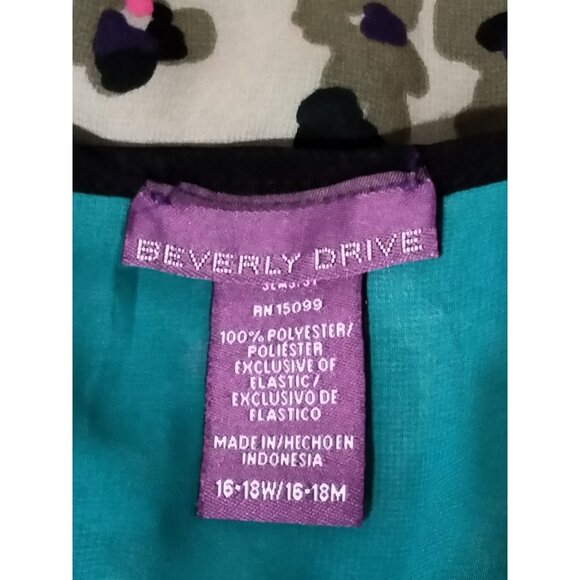 BEVERLY DRIVE
RN 15099
100% POLYESTER/
POLIÉSTER
EXCLUSIVE OF
ELASTIC/
EXCLUSIVO DE
ELASTICO
MADE IN/HECHO EN
INDONESIA
16-18W/16-18M